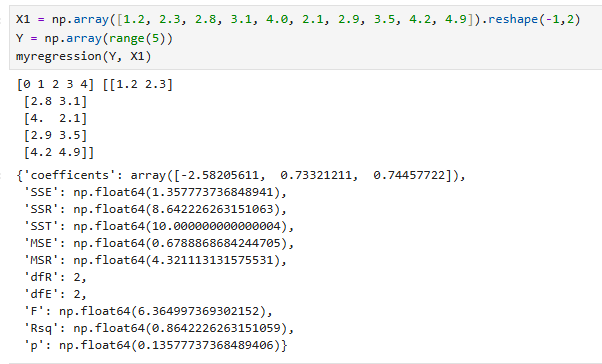 X1 = np.array([1.2, 2.3, 2.8, 3.1, 4.0, 2.1, 2.9, 3.5, 4.2, 4.9]).reshape(-1,2)
Y = np.array(range(5))
myregression(Y, X1)
[0 1 2 3 4] [[1.2 2.3]
 [2.8 3.1]
 [4.  2.1]
 [2.9 3.5]
 [4.2 4.9]]
{'coefficents': array([-2.58205611,  0.73321211,  0.74457722]),
 'SSE': np.float64(1.357773736848941),
 'SSR': np.float64(8.642226263151063),
 'SST': np.float64(10.000000000000004),
 'MSE': np.float64(0.6788868684244705),
 'MSR': np.float64(4.321113131575531),
 'dfR': 2,
 'dfE': 2,
 'F': np.float64(6.364997369302152),
 'Rsq': np.float64(0.8642226263151059),
 'p': np.float64(0.13577737368489406)}